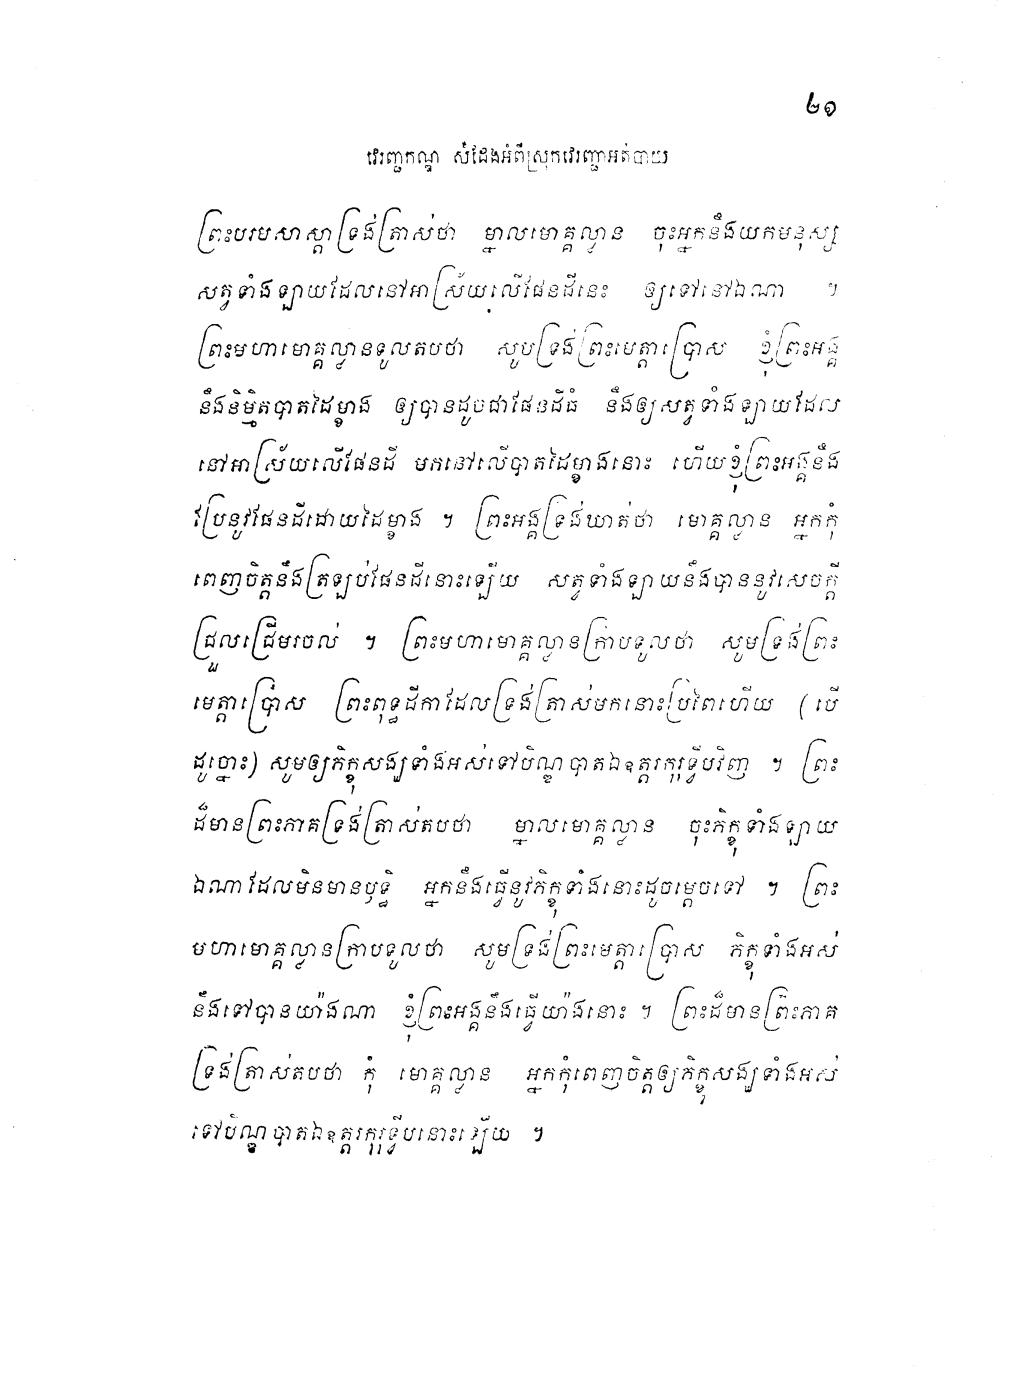 ២១
វេរញ្ជកណ្ឌ សំដែងអំពីស្រុកវេរញ្ជាអត់បាយ
ព្រះបរមសាស្តាទ្រង់ត្រាស់ថា ម្នាលមោគ្គល្លាន ចុះអ្នកនឹងយកមនុស្ស
សត្វទាំងឡាយដែលនៅអាស្រ័យលើផែនដីនេះ ឲ្យទៅនៅឯណា ។
ព្រះមហាមោគ្គល្លានទូលតបថា សូមទ្រង់ព្រះមេត្តាប្រោស ខ្ញុំព្រះអង្គ
នឹងនិម្មិតបាតដៃម្ខាង ឲ្យបានដូចជាផែនដីធំ នឹងឲ្យសត្វទាំងឡាយដែល
នៅអាស្រ័យលើផែនដី មកនៅលើបាតដៃម្ខាងនោះ ហើយខ្ញុំព្រះអង្គនឹង
ប្រែនូវផែនដីដោយដៃម្ខាង ។ ព្រះអង្គទ្រង់ឃាត់ថា មោគ្គល្លាន អ្នកកុំ
ពេញចិត្តនឹងត្រឡប់ផែនដីនោះឡើយ សត្វទាំងឡាយនឹងបាននូវសេចក្តី
ជ្រួលជ្រើមរចល់ ។ ព្រះមហាមោគ្គល្លានក្រាបទូលថា សូមទ្រង់ព្រះ
មេត្តាប្រោស ព្រះពុទ្ធដីកាដែលទ្រង់ត្រាស់មកនោះប្រពៃហើយ (បើ
ដូច្នោះ) សូមឲ្យភិក្ខុសង្ឃទាំងអស់ទៅបិណ្ឌបាតឯឧត្តរកុរុទ្វីបវិញ ។ ព្រះ
ដ៏មានព្រះភាគទ្រង់ត្រាស់តបថា ម្នាលមោគ្គល្លាន ចុះភិក្ខុទាំងឡាយ
ឯណាដែលមិនមានឫទ្ធិ អ្នកនឹងធ្វើនូវភិក្ខុទាំងនោះដូចម្តេចទៅ ។ ព្រះ
មហាមោគ្គល្លានក្រាបទូលថា សូមទ្រង់ព្រះមេត្តាប្រោស ភិក្ខុទាំងអស់
នឹងទៅបានយ៉ាងណា ខ្ញុំព្រះអង្គនឹងធ្វើយ៉ាងនោះ ។ ព្រះដ៏មានព្រះភាគ
ទ្រង់ត្រាស់តបថា កុំ មោគ្គល្លាន អ្នកកុំពេញចិត្តឲ្យភិក្ខុសង្ឃទាំងអស់
ទៅបិណ្ឌបាតឯឧត្តរកុរុទ្វីបនោះឡើយ ។